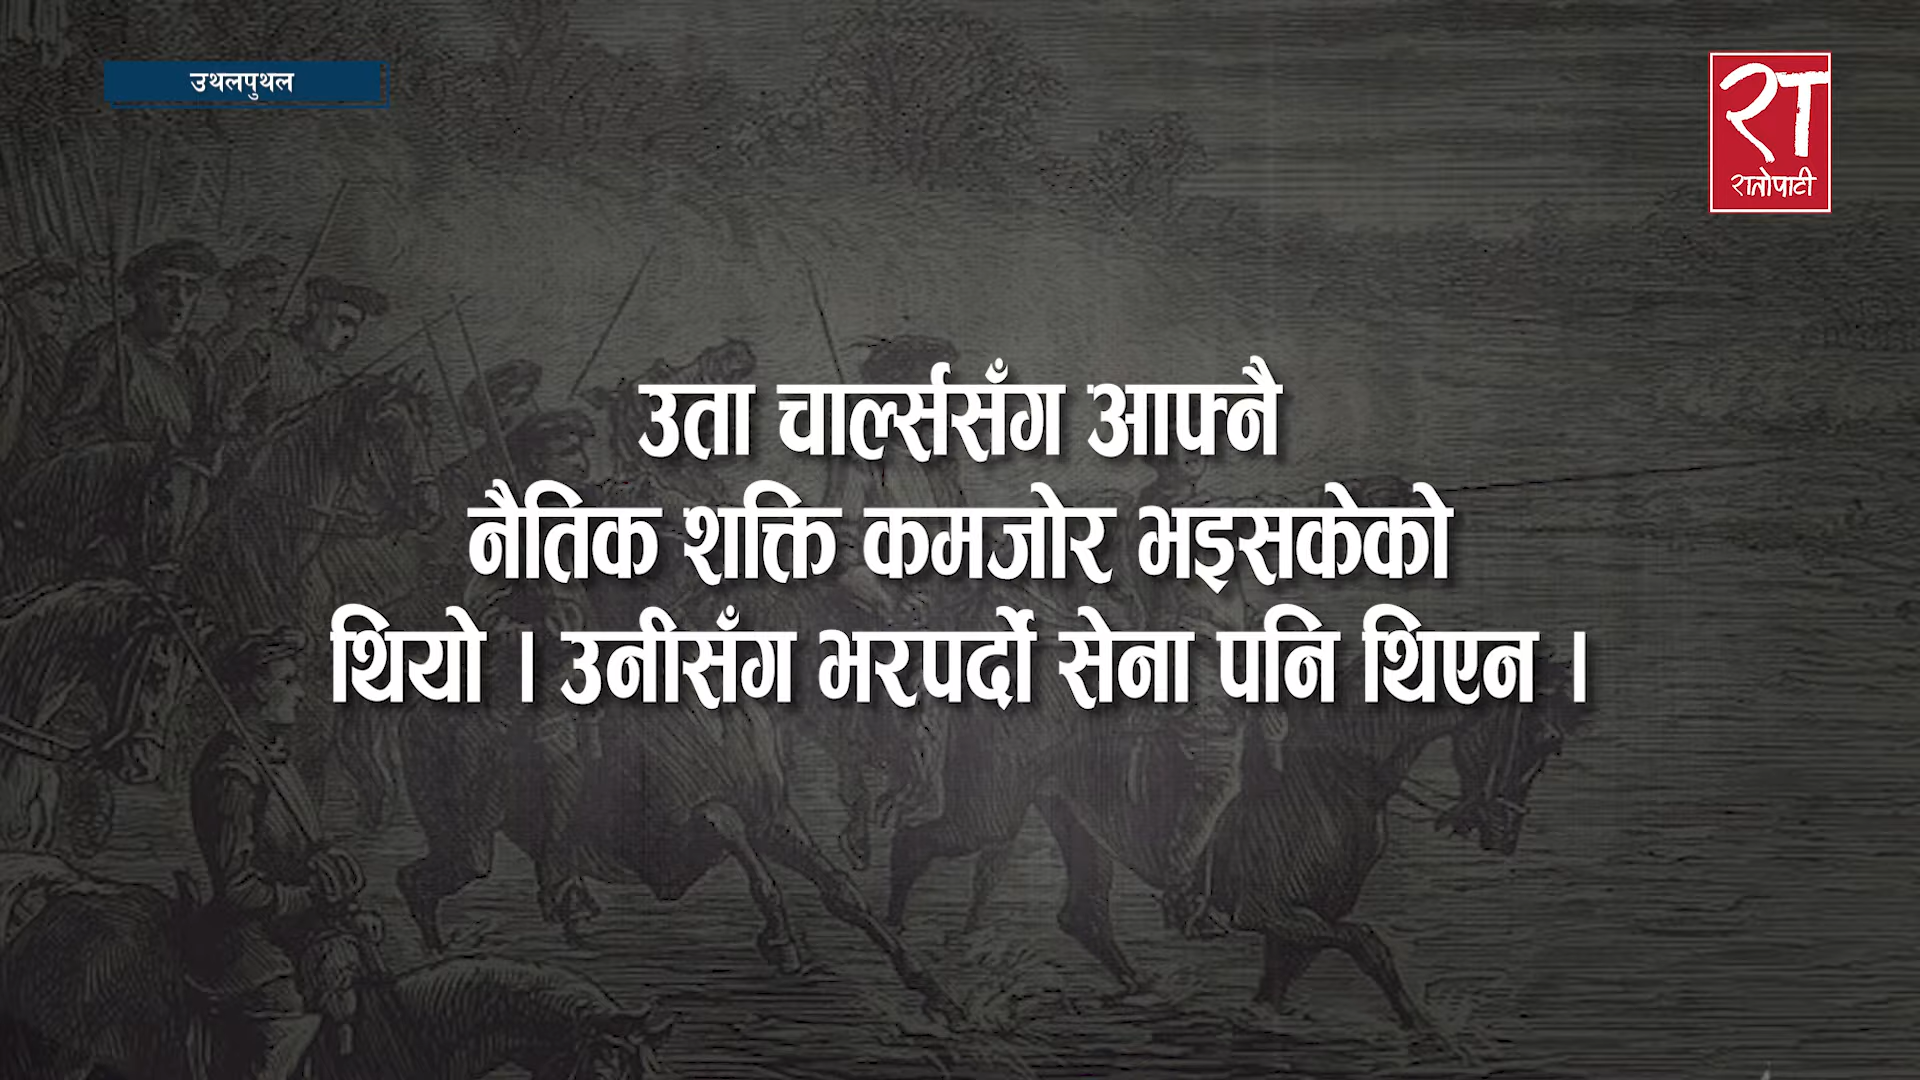 उथलपुथल
रा
रातोपाटी
उता चार्ल्ससँग आफ्नै
नैतिक शक्ति कमजोर भइसकेको
थियो । उनीसँग भरपर्दो सेना पनि थिएन ।